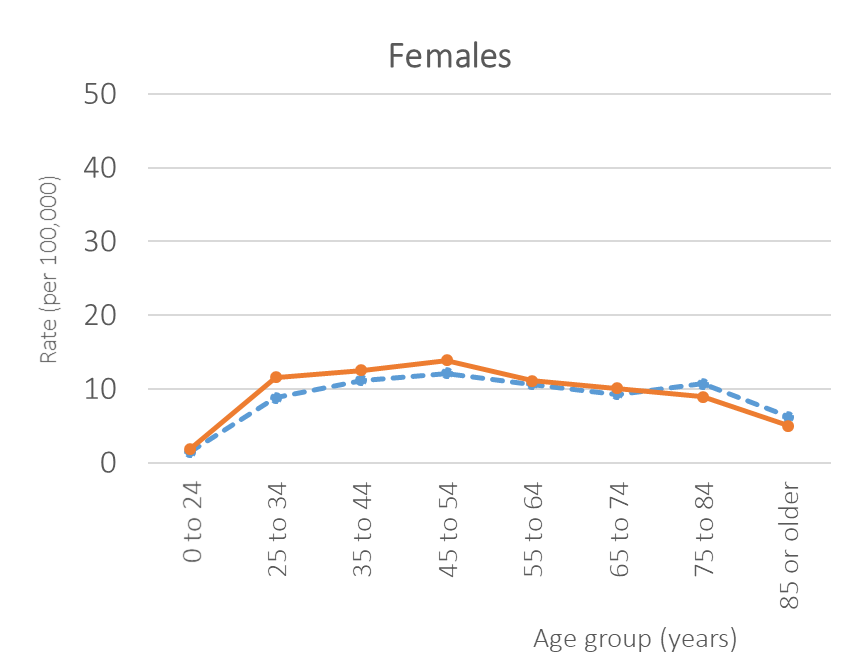 Females
50
40
30
20
10
0
Rate (per 100,000)
0 to 24
25 to 34
35 to 44
45 to 54
55 to 64
65 to 74
75 to 84
85 or older
Age group (years)